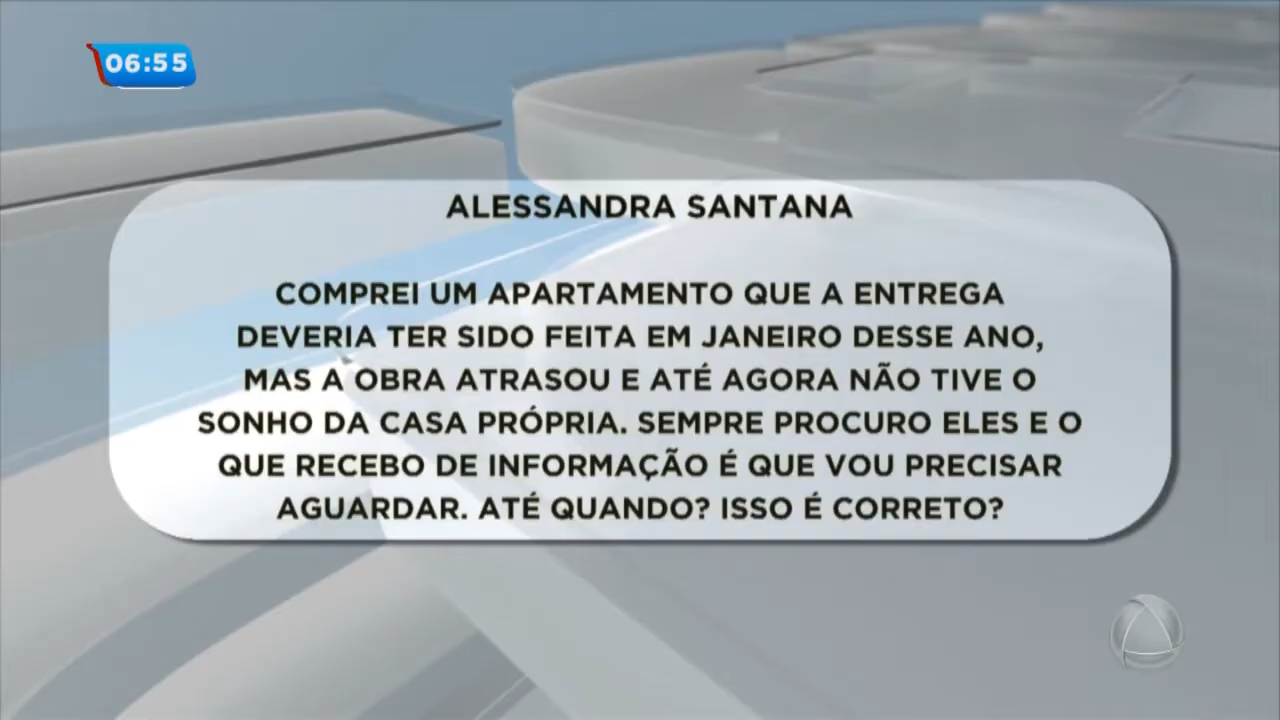 06:55
ALESSANDRA SANTANA
COMPREI UM APARTAMENTO QUE A ENTREGA
DEVERIA TER SIDO FEITA EM JANEIRO DESSE ANO,
MAS A OBRA ATRASOU E ATÉ AGORA NÃO TIVE O
SONHO DA CASA PRÓPRIA. SEMPRE PROCURO ELES E O
QUE RECEBO DE INFORMAÇÃO É QUE VOU PRECISAR
AGUARDAR. ATÉ QUANDO? ISSO É CORRETO?